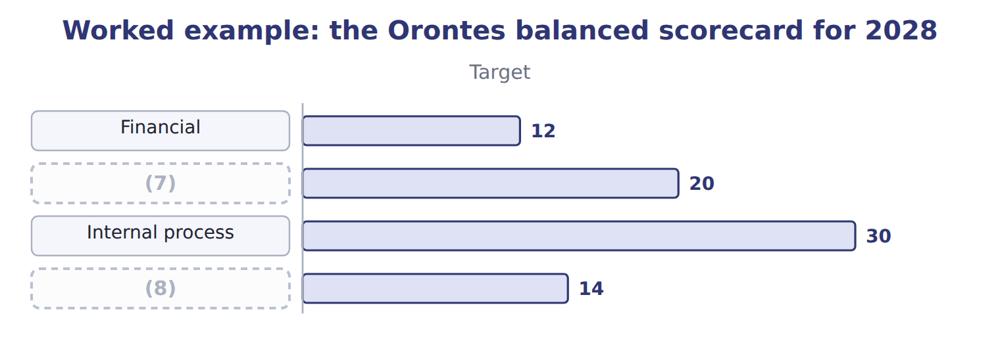 Worked example: the Orontes balanced scorecard for 2028
Target
Financial
12
(7)
20
Internal process
30
(8)
14